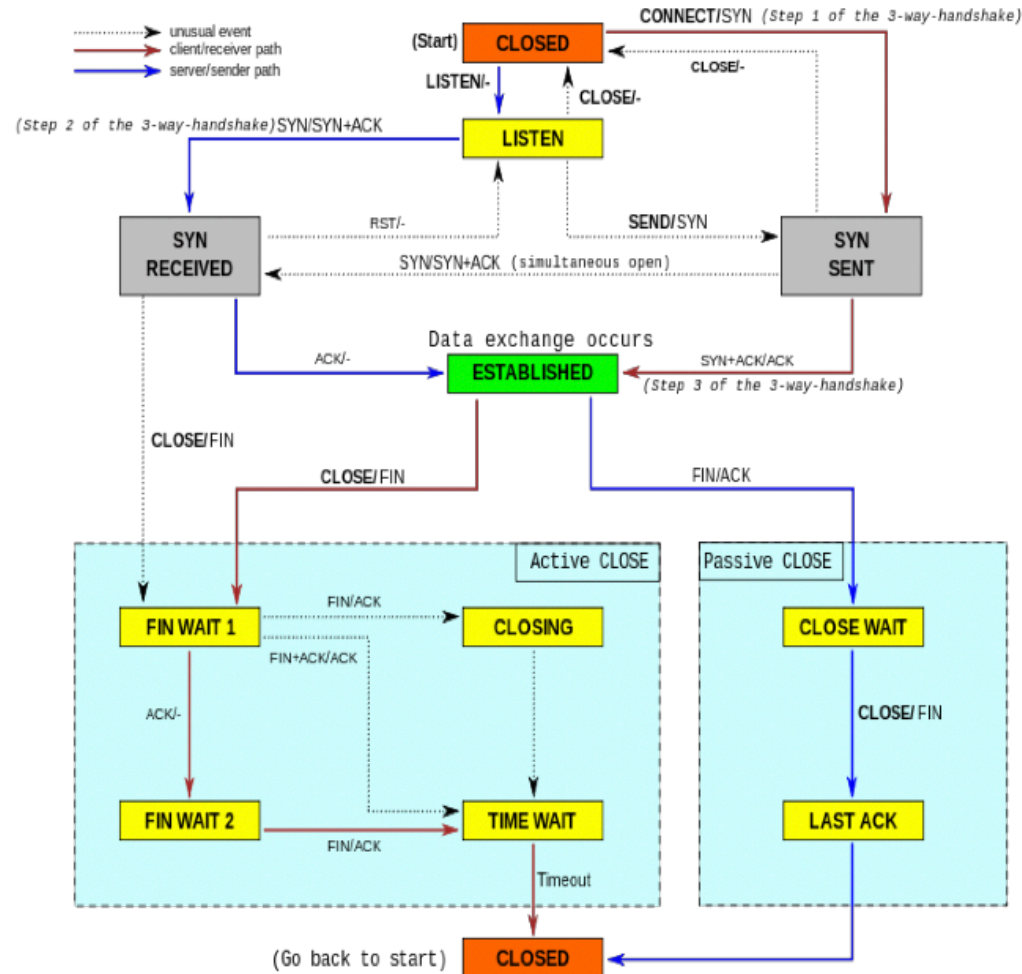 CONNECT/SYN (Step 1 of the 3-way-handshake)
unusual event
client/receiver path
server/sender path
(Start)
CLOSED
CLOSE/-
LISTEN/-
CLOSE/-
(Step 2 of the 3-way-handshake) SYN/SYN+ACK
LISTEN
RST/-
SEND/SYN
SYN
RECEIVED
SYN
SENT
SYN/SYN+ACK (simultaneous open)
Data exchange occurs
ACK/-
ESTABLISHED
SYN+ACK/ACK
(Step 3 of the 3-way-handshake)
CLOSE/FIN
CLOSE/FIN
FIN/ACK
Active CLOSE
Passive CLOSE
FIN/ACK
FIN WAIT 1
CLOSING
CLOSE WAIT
FIN+ACK/ACK
ACK/-
CLOSE/FIN
FIN WAIT 2
TIME WAIT
LAST ACK
FIN/ACK
Timeout
(Go back to start)
CLOSED